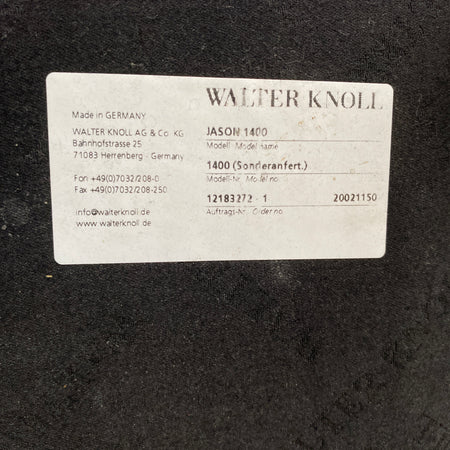 WALTER KNOLL
Made in GERMANY
WALTER KNOLL AG & Co. KG
Bahnhofstrasse 25
71083 Herrenberg - Germany
Fon +49(0)7032/208-0
Fax +49(0)7032/208-250
info@walterknoll.de
www.walterknoll.de
JASON 1400
Modell Model name
1400 (Sonderanfert.)
Modell-Nr. Model no.
12183272 - 1 20021150
Auftrags-Nr. Order no.